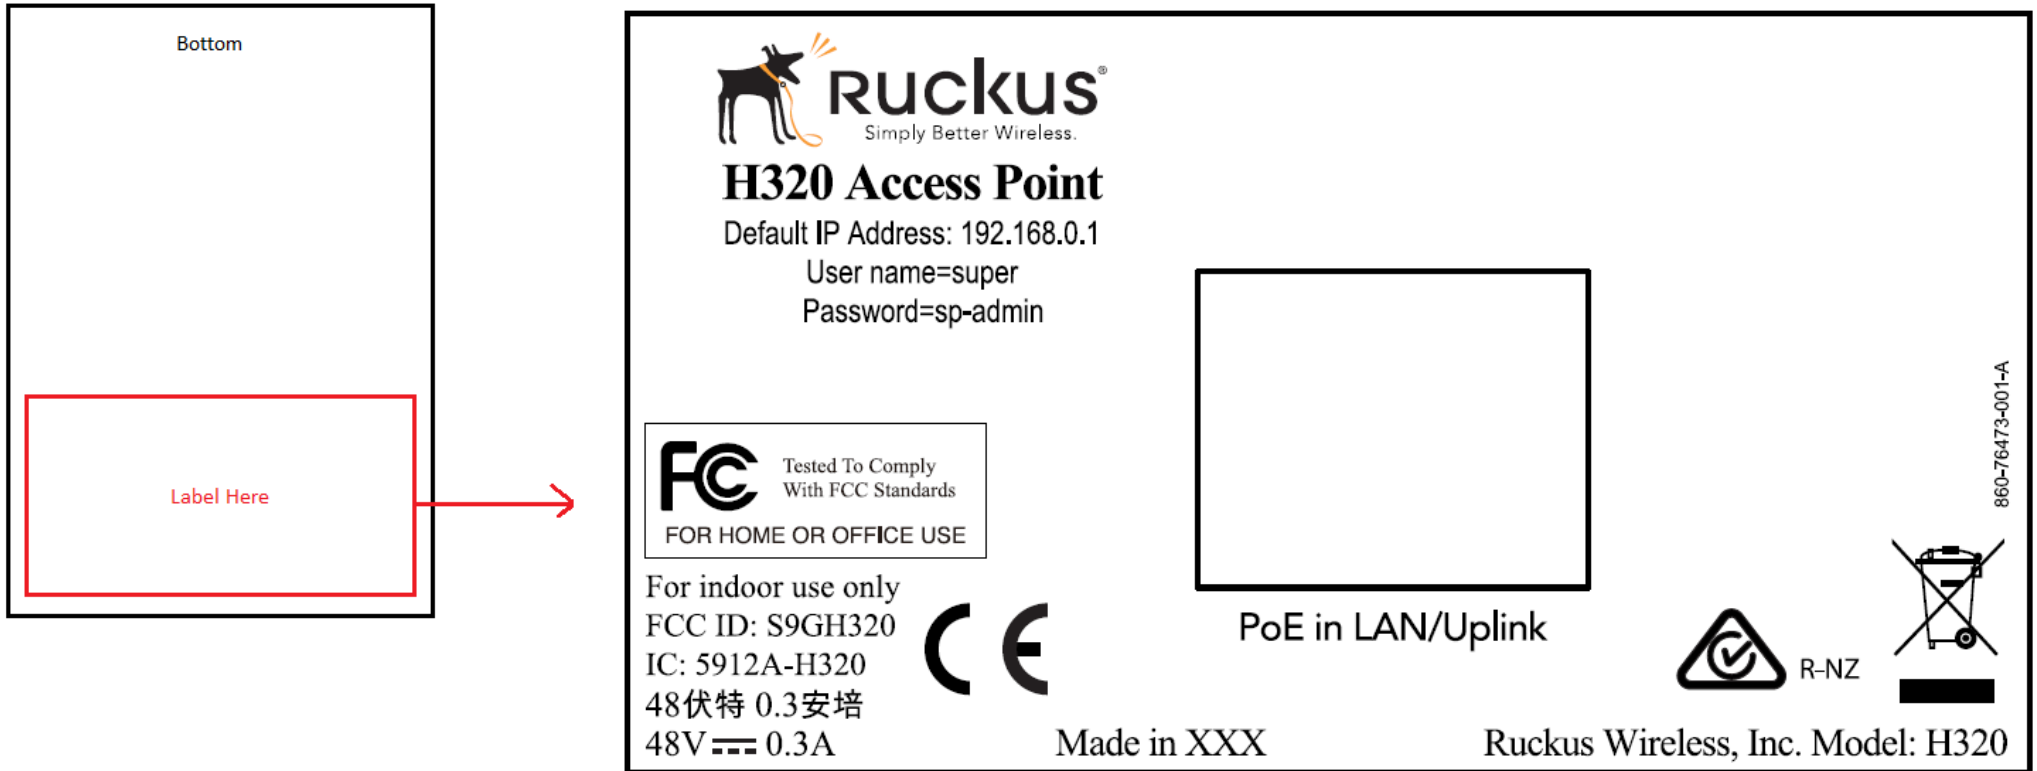 Bottom
Label Here
Ruckus®
Simply Better Wireless.
H320 Access Point
Default IP Address: 192.168.0.1
User name=super
Password=sp-admin
FC Tested To Comply
With FCC Standards
FOR HOME OR OFFICE USE
For indoor use only
FCC ID: S9GH320
IC: 5912A-H320
48伏特 0.3安培
48V 0.3A
CE
Made in XXX
PoE in LAN/Uplink
R-NZ
860-76473-001-A
Ruckus Wireless, Inc. Model: H320